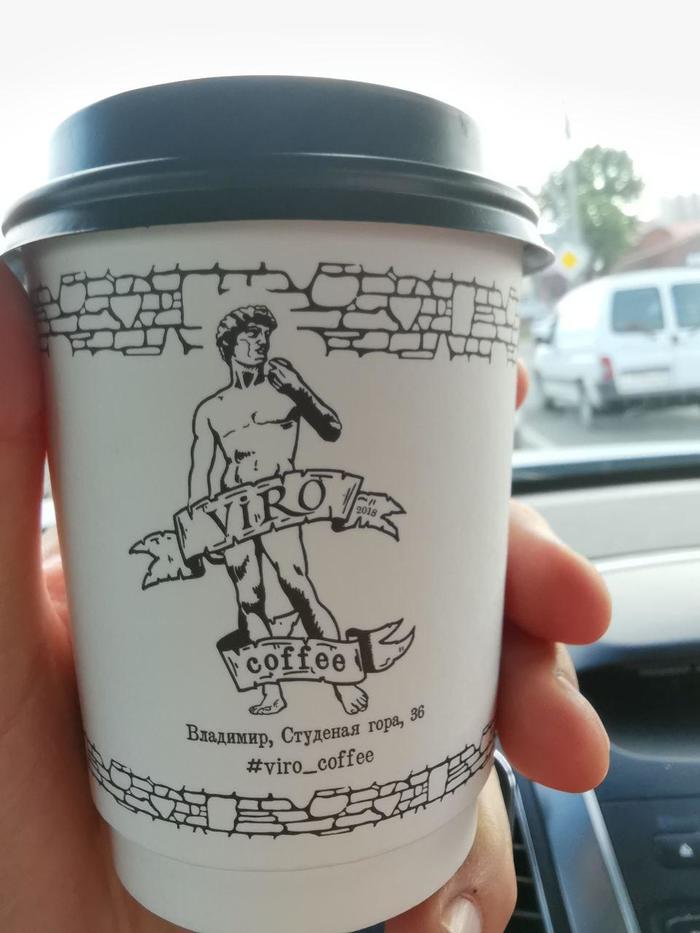 ViRO
2018
coffee
Владимир, Студеная гора, 36
#viro_coffee